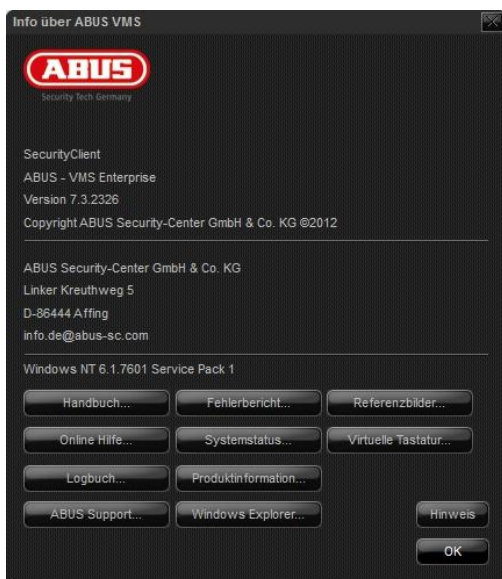 Info über ABUS VMS
ABUS
Security Tech Germany
SecurityClient
ABUS - VMS Enterprise
Version 7.3.2326
Copyright ABUS Security-Center GmbH & Co. KG ©2012
ABUS Security-Center GmbH & Co. KG
Linker Kreuthweg 5
D-86444 Affing
info.de@abus-sc.com
Windows NT 6.1.7601 Service Pack 1
Handbuch... Fehlerbericht... Referenzbilder...
Online Hilfe... Systemstatus... Virtuelle Tastatur...
Logbuch... Produktinformation...
ABUS Support... Windows Explorer... Hinweis
OK